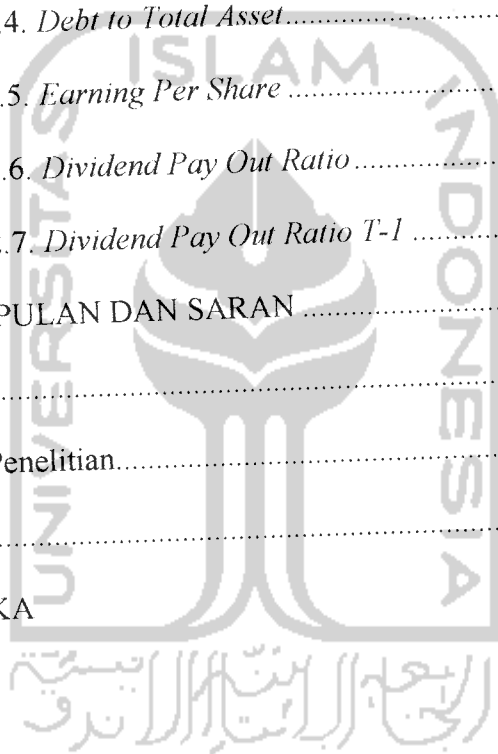 .4. Debt to Total Asset
.5. Earning Per Share
.6. Dividend Pay Out Ratio
.7. Dividend Pay Out Ratio T-1
PULAN DAN SARAN
Penelitian
KA
ISLAM
UNIVERSITAS
INDONESIA